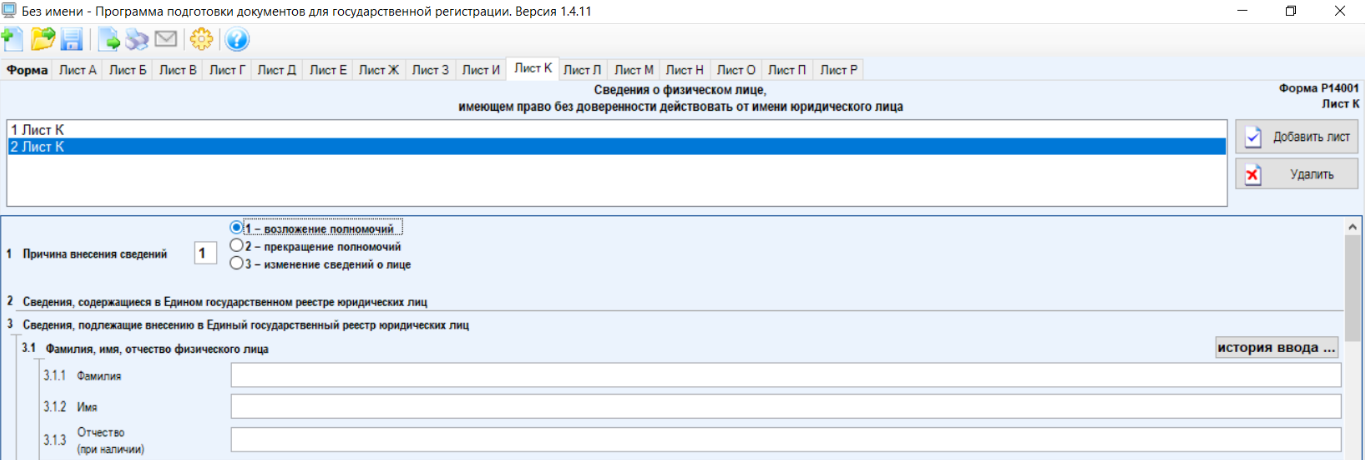 Без имени - Программа подготовки документов для государственной регистрации. Версия 1.4.11
Форма Лист А Лист Б Лист В Лист Г Лист Д Лист Е Лист Ж Лист З Лист И Лист К Лист Л Лист М Лист Н Лист О Лист П Лист Р
Сведения о физическом лице,
имеющем право без доверенности действовать от имени юридического лица
Форма Р14001
Лист К
1 Лист К
2 Лист К
Добавить лист
Удалить
1 Причина внесения сведений 1
1 – возложение полномочий
2 – прекращение полномочий
3 – изменение сведений о лице
2 Сведения, содержащиеся в Едином государственном реестре юридических лиц
3 Сведения, подлежащие внесению в Единый государственный реестр юридических лиц
3.1 Фамилия, имя, отчество физического лица
история ввода ...
3.1.1 Фамилия
3.1.2 Имя
3.1.3 Отчество
(при наличии)